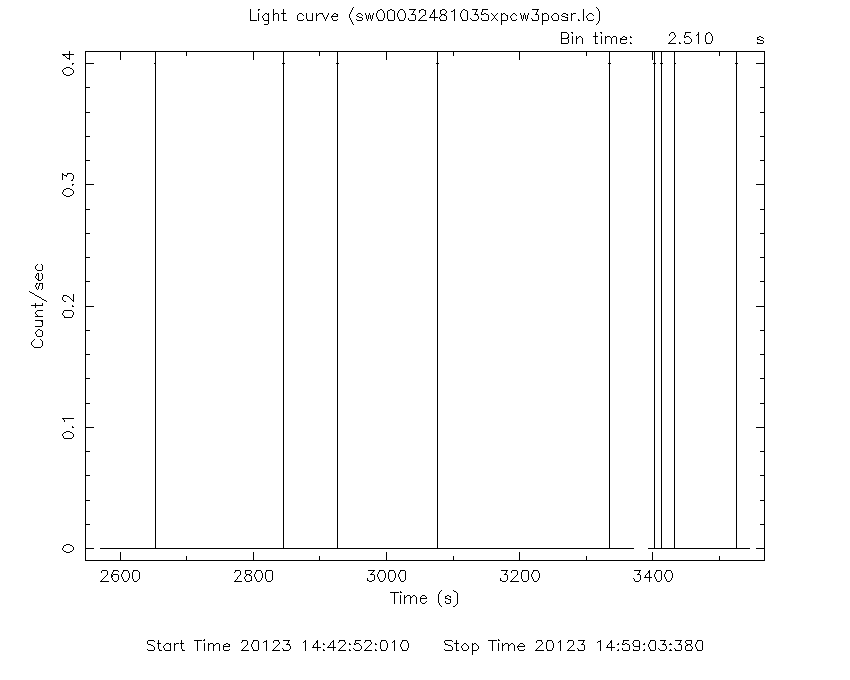 Light curve (sw00032481035xpcw3posr.lc)
Bin time: 2.510 s
0.4
0.3
0.2
0.1
0
Count/sec
2600 2800 3000 3200 3400
Time (s)
Start Time 20123 14:42:52:010 Stop Time 20123 14:59:03:380